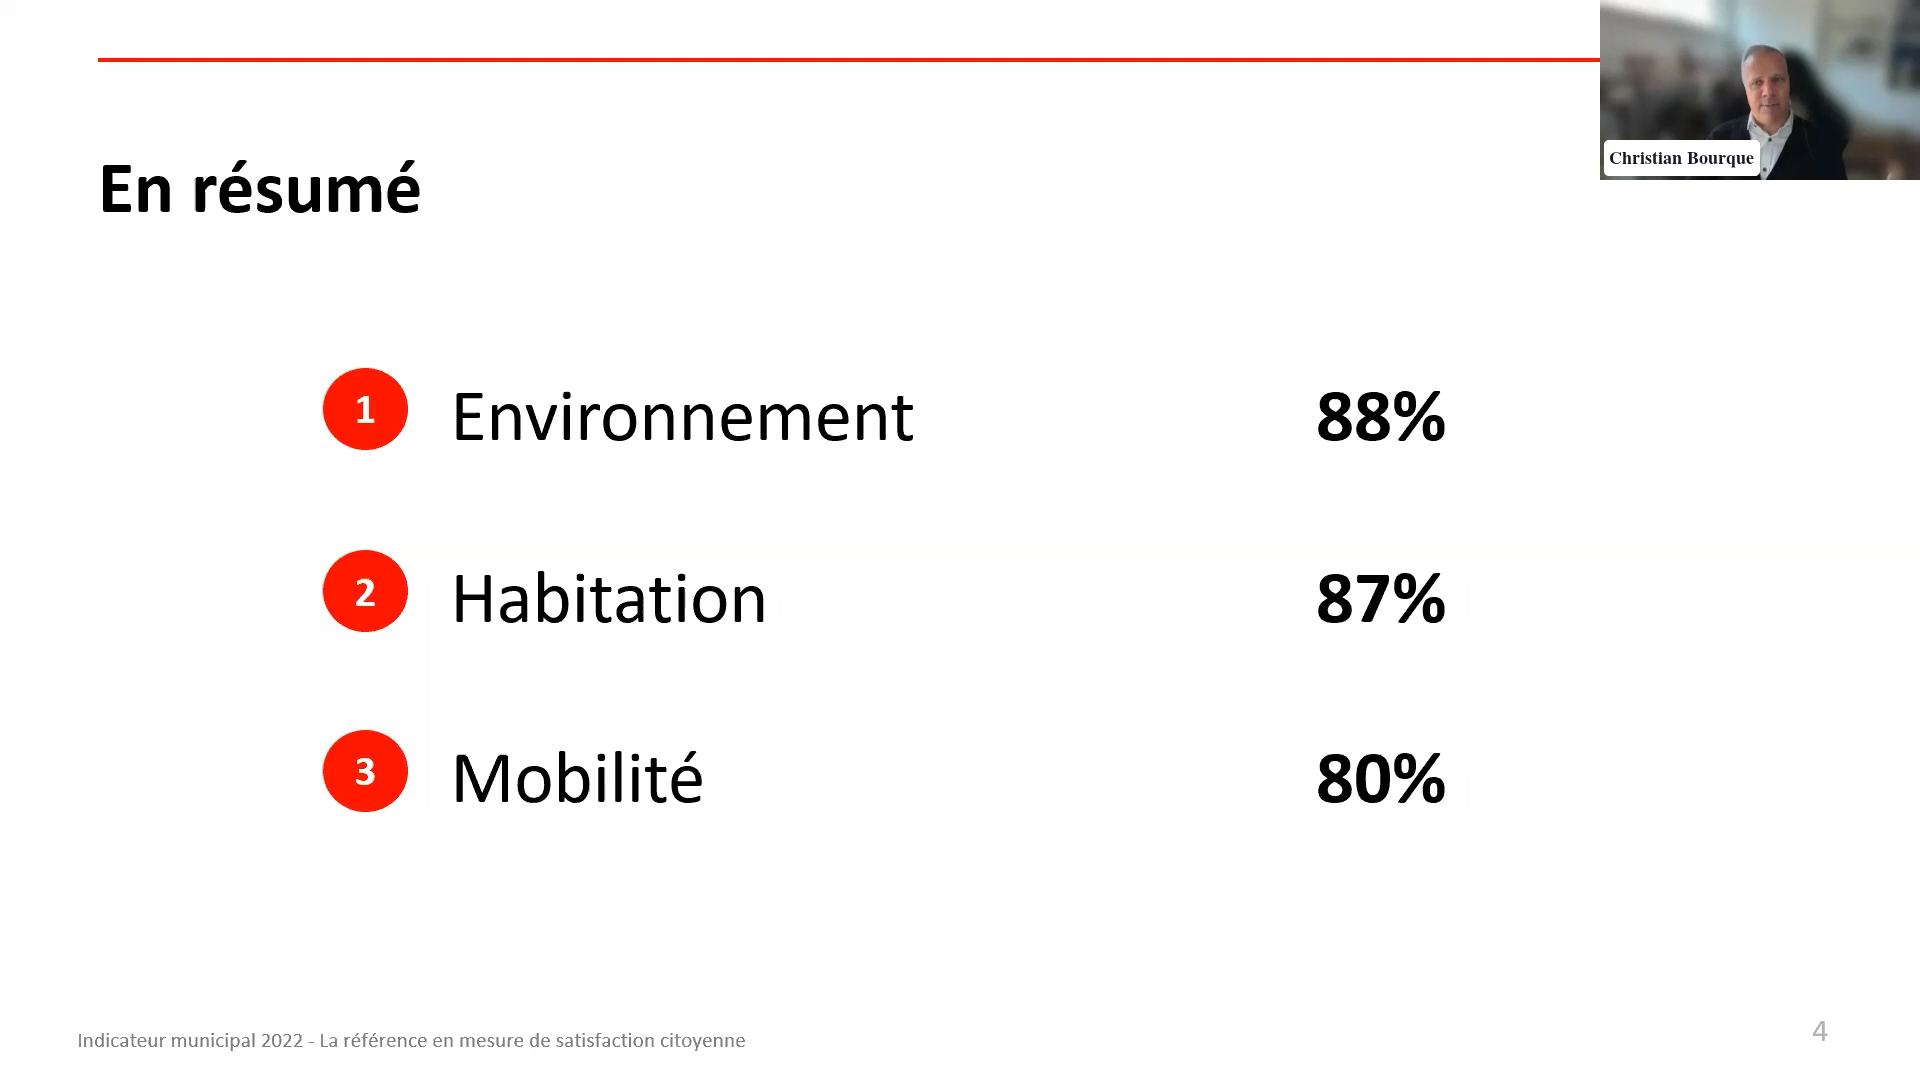 Christian Bourque
En résumé
1 Environnement 88%
2 Habitation 87%
3 Mobilité 80%
Indicateur municipal 2022 - La référence en mesure de satisfaction citoyenne
4